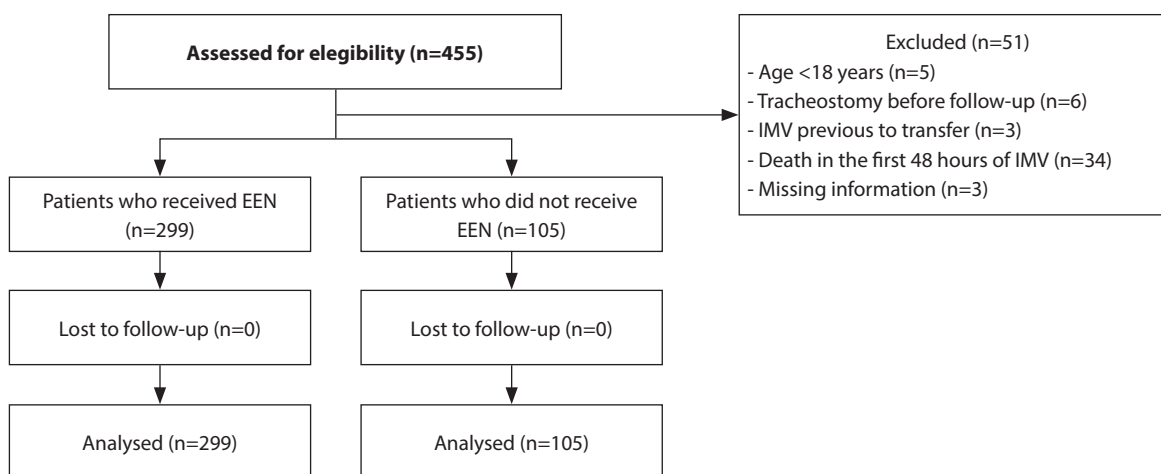 Assessed for elegibility (n=455)
Excluded (n=51)
- Age <18 years (n=5)
- Tracheostomy before follow-up (n=6)
- IMV previous to transfer (n=3)
- Death in the first 48 hours of IMV (n=34)
- Missing information (n=3)
Patients who received EEN
(n=299)
Patients who did not receive
EEN (n=105)
Lost to follow-up (n=0)
Lost to follow-up (n=0)
Analysed (n=299)
Analysed (n=105)